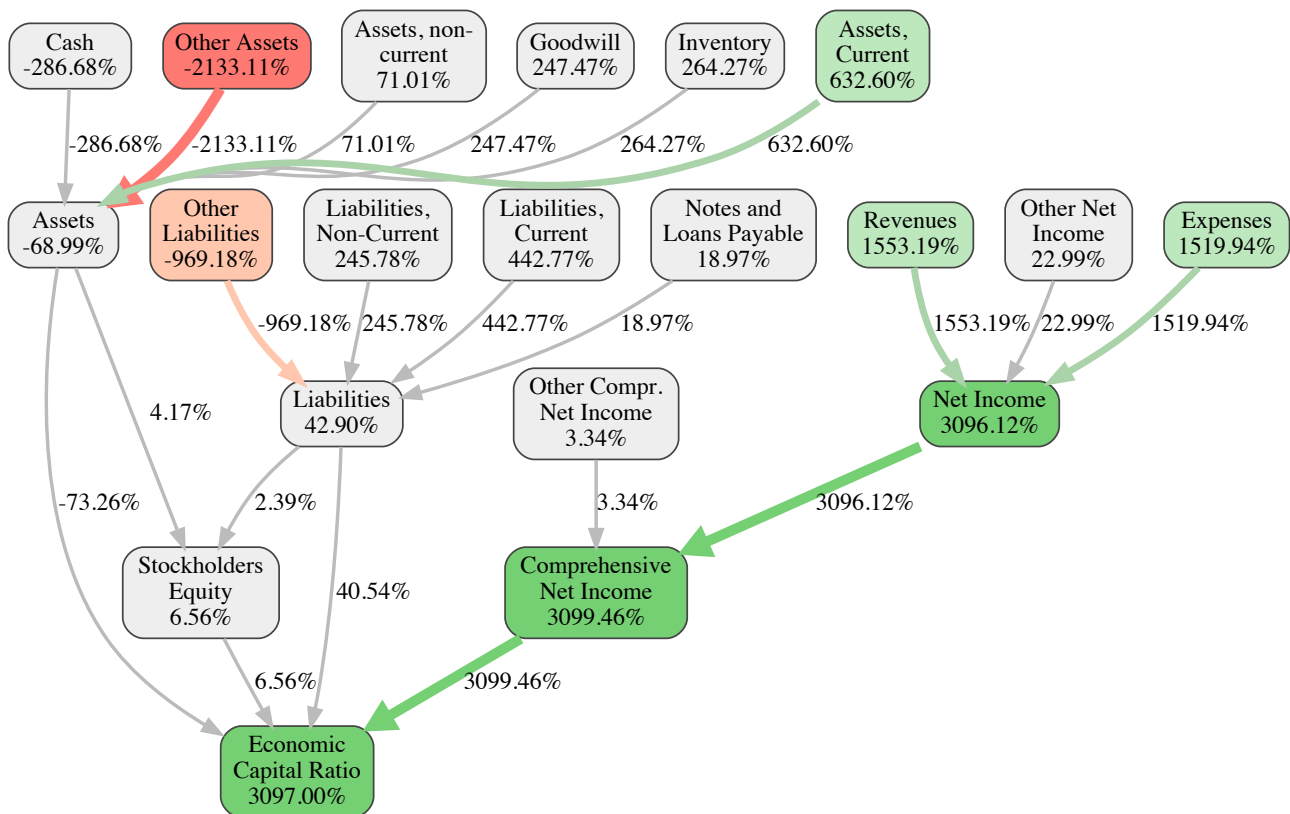 Cash
-286.68%
Other Assets
-2133.11%
Assets, non-
current
71.01%
Goodwill
247.47%
Inventory
264.27%
Assets,
Current
632.60%
-286.68%
-2133.11%
71.01%
247.47%
264.27%
632.60%
Assets
-68.99%
Other
Liabilities
-969.18%
Liabilities,
Non-Current
245.78%
Liabilities,
Current
442.77%
Notes and
Loans Payable
18.97%
Revenues
1553.19%
Other Net
Income
22.99%
Expenses
1519.94%
-969.18%
245.78%
442.77%
18.97%
1553.19%
22.99%
1519.94%
4.17%
Liabilities
42.90%
Other Compr.
Net Income
3.34%
Net Income
3096.12%
-73.26%
2.39%
3.34%
3096.12%
Stockholders
Equity
6.56%
40.54%
Comprehensive
Net Income
3099.46%
6.56%
3099.46%
Economic
Capital Ratio
3097.00%